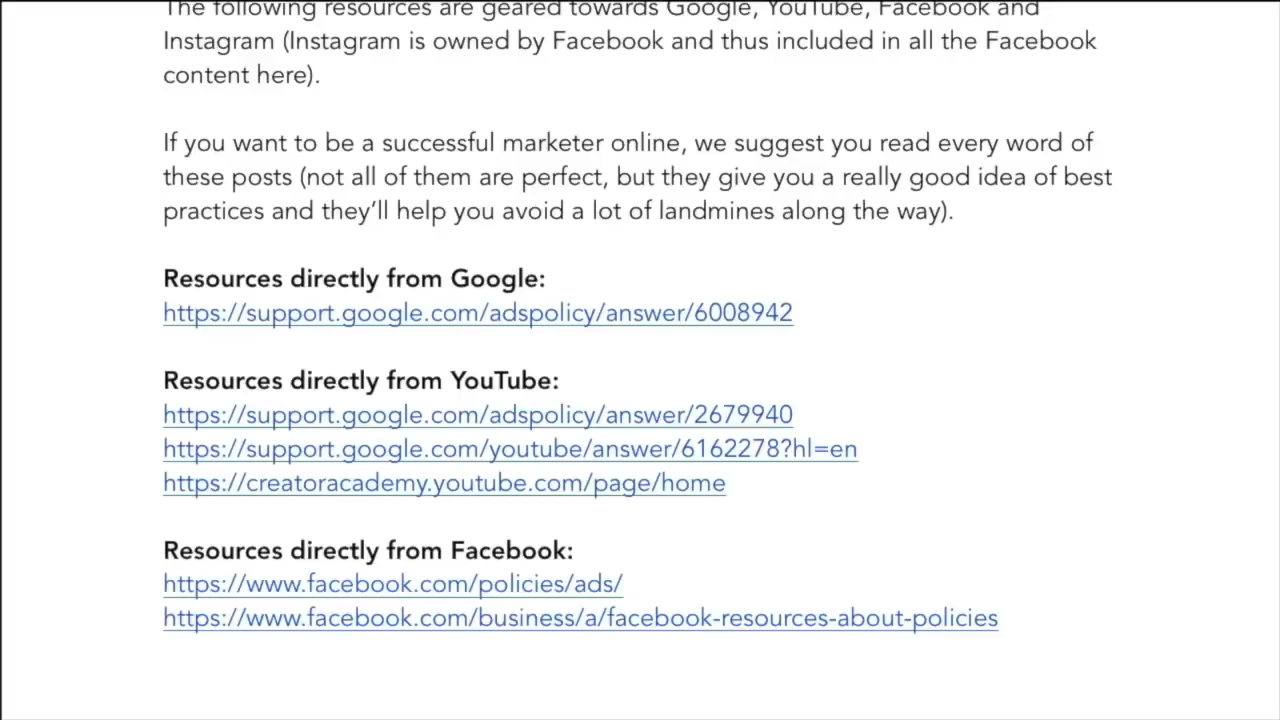 The following resources are geared towards Google, YouTube, Facebook and
Instagram (Instagram is owned by Facebook and thus included in all the Facebook
content here).
If you want to be a successful marketer online, we suggest you read every word of
these posts (not all of them are perfect, but they give you a really good idea of best
practices and they'll help you avoid a lot of landmines along the way).
Resources directly from Google:
https://support.google.com/adspolicy/answer/6008942
Resources directly from YouTube:
https://support.google.com/adspolicy/answer/2679940
https://support.google.com/youtube/answer/6162278?hl=en
https://creatoracademy.youtube.com/page/home
Resources directly from Facebook:
https://www.facebook.com/policies/ads/
https://www.facebook.com/business/a/facebook-resources-about-policies